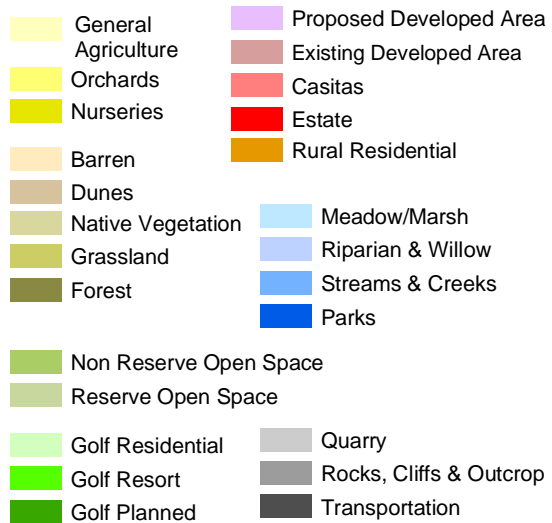 General
Agriculture
Orchards
Nurseries
Barren
Dunes
Native Vegetation
Grassland
Forest
Non Reserve Open Space
Reserve Open Space
Golf Residential
Golf Resort
Golf Planned
Proposed Developed Area
Existing Developed Area
Casitas
Estate
Rural Residential
Meadow/Marsh
Riparian & Willow
Streams & Creeks
Parks
Quarry
Rocks, Cliffs & Outcrop
Transportation